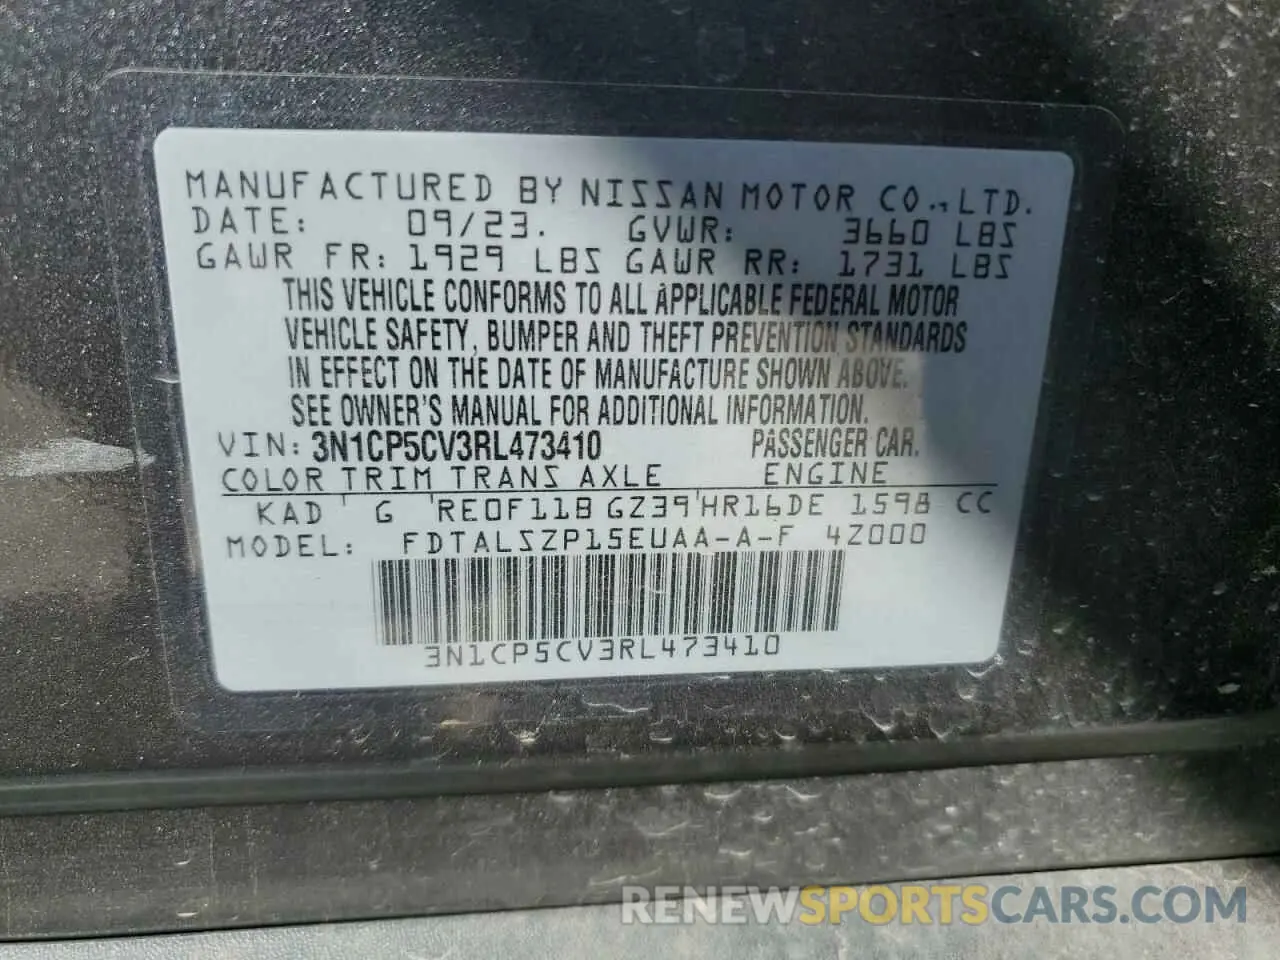 MANUFACTURED BY NISSAN MOTOR CO., LTD.
DATE: 09/23. GVWR: 3660 LBS
GAWR FR: 1929 LBS GAWR RR: 1731 LBS
THIS VEHICLE CONFORMS TO ALL APPLICABLE FEDERAL MOTOR
VEHICLE SAFETY, BUMPER AND THEFT PREVENTION STANDARDS
IN EFFECT ON THE DATE OF MANUFACTURE SHOWN ABOVE.
SEE OWNER'S MANUAL FOR ADDITIONAL INFORMATION.
VIN: 3N1CP5CV3RL473410 PASSENGER CAR.
COLOR TRIM TRANS AXLE ENGINE
KAD ' G 'RE0F11B GZ39'HR16DE 1598 CC
MODEL: FDTALSZP15EUAA-A-F 4Z000
3N1CP5CV3RL473410
RENEWSPORTSCARS.COM